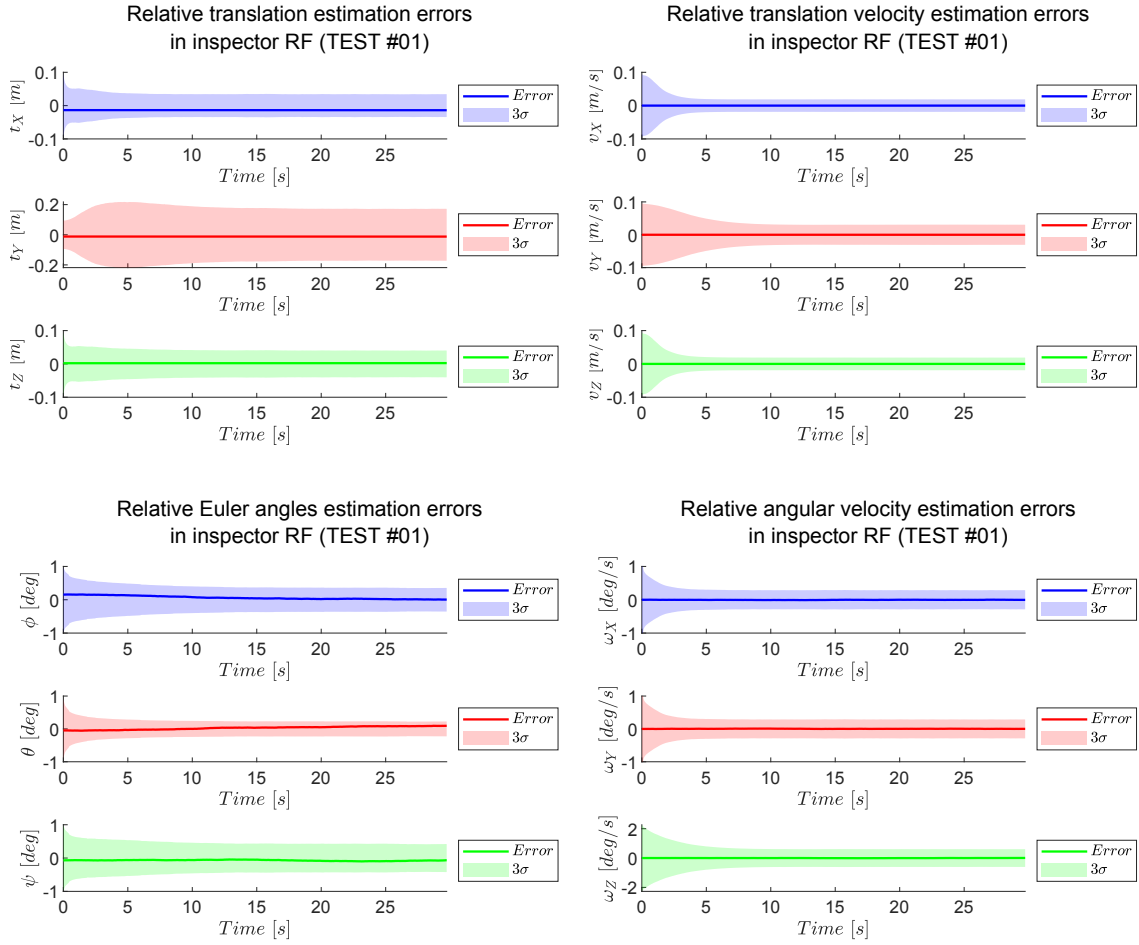 Relative translation estimation errors
in inspector RF (TEST #01)
0.1
0
-0.1
t_X [m]
0 5 10 15 20 25
Time [s]
Error
3σ
0.2
0
-0.2
t_Y [m]
0 5 10 15 20 25
Time [s]
Error
3σ
0.1
0
-0.1
t_Z [m]
0 5 10 15 20 25
Time [s]
Error
3σ
Relative translation velocity estimation errors
in inspector RF (TEST #01)
0.1
0
-0.1
v_X [m/s]
0 5 10 15 20 25
Time [s]
Error
3σ
0.1
0
-0.1
v_Y [m/s]
0 5 10 15 20 25
Time [s]
Error
3σ
0.1
0
-0.1
v_Z [m/s]
0 5 10 15 20 25
Time [s]
Error
3σ
Relative Euler angles estimation errors
in inspector RF (TEST #01)
1
0
-1
ϕ [deg]
0 5 10 15 20 25
Time [s]
Error
3σ
1
0
-1
θ [deg]
0 5 10 15 20 25
Time [s]
Error
3σ
1
0
-1
ψ [deg]
0 5 10 15 20 25
Time [s]
Error
3σ
Relative angular velocity estimation errors
in inspector RF (TEST #01)
1
0
-1
ω_X [deg/s]
0 5 10 15 20 25
Time [s]
Error
3σ
1
0
-1
ω_Y [deg/s]
0 5 10 15 20 25
Time [s]
Error
3σ
2
0
-2
ω_Z [deg/s]
0 5 10 15 20 25
Time [s]
Error
3σ